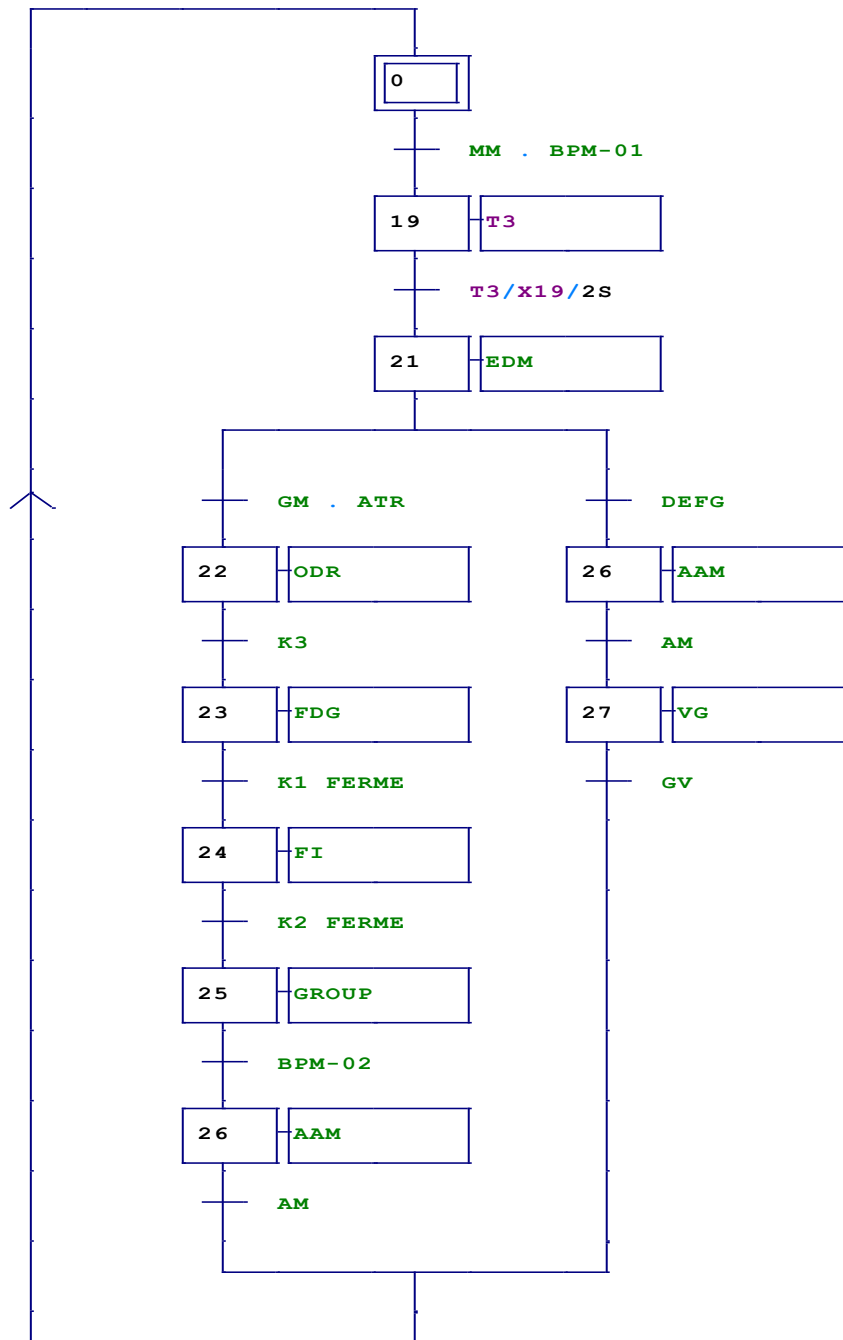 0
MM . BPM-01
19 T3
T3/X19/2S
21 EDM
GM . ATR DEFG
22 ODR 26 AAM
K3 AM
23 FDG 27 VG
K1 FERME GV
24 FI
K2 FERME
25 GROUP
BPM-02
26 AAM
AM